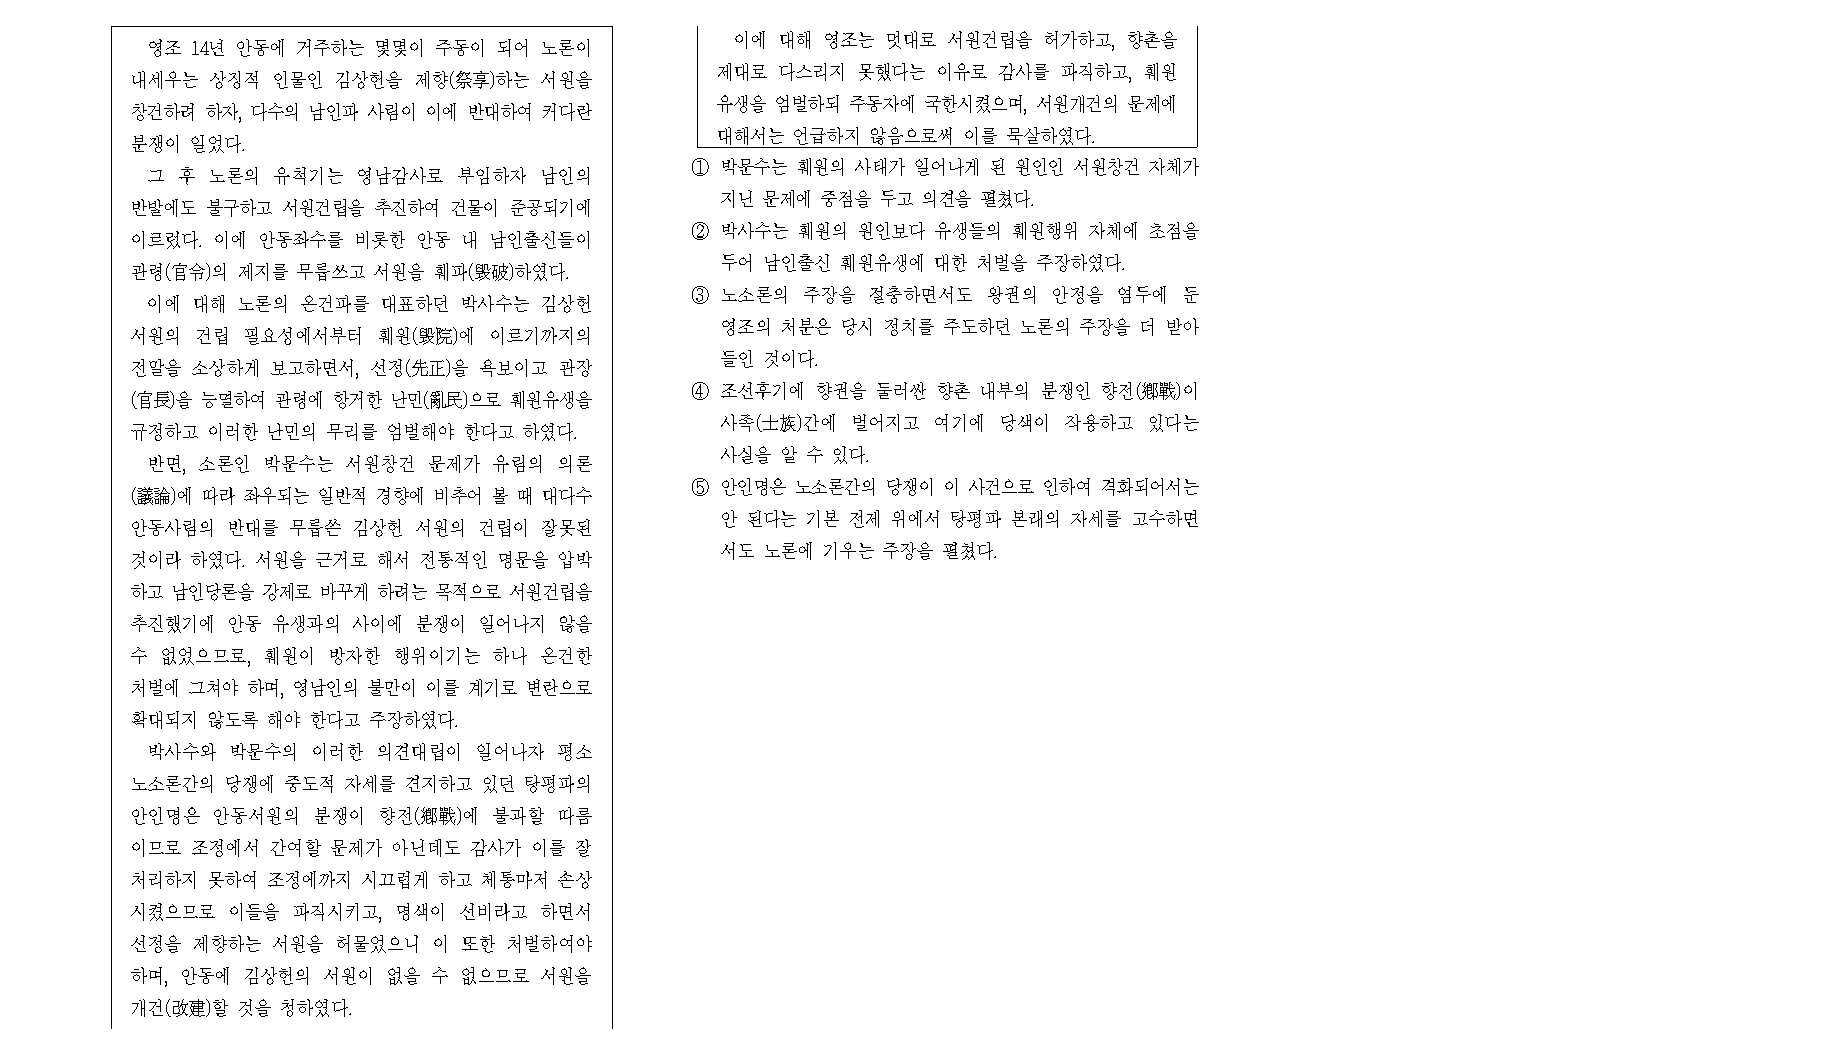 영조 14년 안동에 거주하는 몇몇이 주동이 되어 노론이
내세우는 상징적 인물인 김상헌을 제향(祭享)하는 서원을
창건하려 하자, 다수의 남인파 사림이 이에 반대하여 커다란
분쟁이 일었다.
그 후 노론의 유척기는 영남감사로 부임하자 남인의
반발에도 불구하고 서원건립을 추진하여 건물이 준공되기에
이르렀다. 이에 안동좌수를 비롯한 안동 내 남인출신들이
관령(官令)의 제지를 무릅쓰고 서원을 훼파(毁破)하였다.
이에 대해 노론의 온건파를 대표하던 박사수는 김상헌
서원의 건립 필요성에서부터 훼원(毁院)에 이르기까지의
전말을 소상하게 보고하면서, 선정(先正)을 욕보이고 관장
(官長)을 능멸하여 관령에 항거한 난민(亂民)으로 훼원유생을
규정하고 이러한 난민의 무리를 엄벌해야 한다고 하였다.
반면, 소론인 박문수는 서원창건 문제가 유림의 의론
(議論)에 따라 좌우되는 일반적 경향에 비추어 볼 때 대다수
안동사림의 반대를 무릅쓴 김상헌 서원의 건립이 잘못된
것이라 하였다. 서원을 근거로 해서 전통적인 명문을 압박
하고 남인당론을 강제로 바꾸게 하려는 목적으로 서원건립을
추진했기에 안동 유생과의 사이에 분쟁이 일어나지 않을
수 없었으므로, 훼원이 방자한 행위이기는 하나 온건한
처벌에 그쳐야 하며, 영남인의 불만이 이를 계기로 변란으로
확대되지 않도록 해야 한다고 주장하였다.
박사수와 박문수의 이러한 의견대립이 일어나자 평소
노소론간의 당쟁에 중도적 자세를 견지하고 있던 탕평파의
안인명은 안동서원의 분쟁이 향전(鄕戰)에 불과할 따름
이므로 조정에서 간여할 문제가 아닌데도 감사가 이를 잘
처리하지 못하여 조정에까지 시끄럽게 하고 체통마저 손상
시켰으므로 이들을 파직시키고, 명색이 선비라고 하면서
선정을 제향하는 서원을 허물었으니 이 또한 처벌하여야
하며, 안동에 김상헌의 서원이 없을 수 없으므로 서원을
개건(改建)할 것을 청하였다.
이에 대해 영조는 멋대로 서원건립을 허가하고, 향촌을
제대로 다스리지 못했다는 이유로 감사를 파직하고, 훼원
유생을 엄벌하되 주동자에 국한시켰으며, 서원개건의 문제에
대해서는 언급하지 않음으로써 이를 묵살하였다.
① 박문수는 훼원의 사태가 일어나게 된 원인인 서원창건 자체가
지닌 문제에 중점을 두고 의견을 펼쳤다.
② 박사수는 훼원의 원인보다 유생들의 훼원행위 자체에 초점을
두어 남인출신 훼원유생에 대한 처벌을 주장하였다.
③ 노소론의 주장을 절충하면서도 왕권의 안정을 염두에 둔
영조의 처분은 당시 정치를 주도하던 노론의 주장을 더 받아
들인 것이다.
④ 조선후기에 향권을 둘러싼 향촌 내부의 분쟁인 향전(鄕戰)이
사족(士族)간에 벌어지고 여기에 당색이 작용하고 있다는
사실을 알 수 있다.
⑤ 안인명은 노소론간의 당쟁이 이 사건으로 인하여 격화되어서는
안 된다는 기본 전제 위에서 탕평파 본래의 자세를 고수하면
서도 노론에 기우는 주장을 펼쳤다.